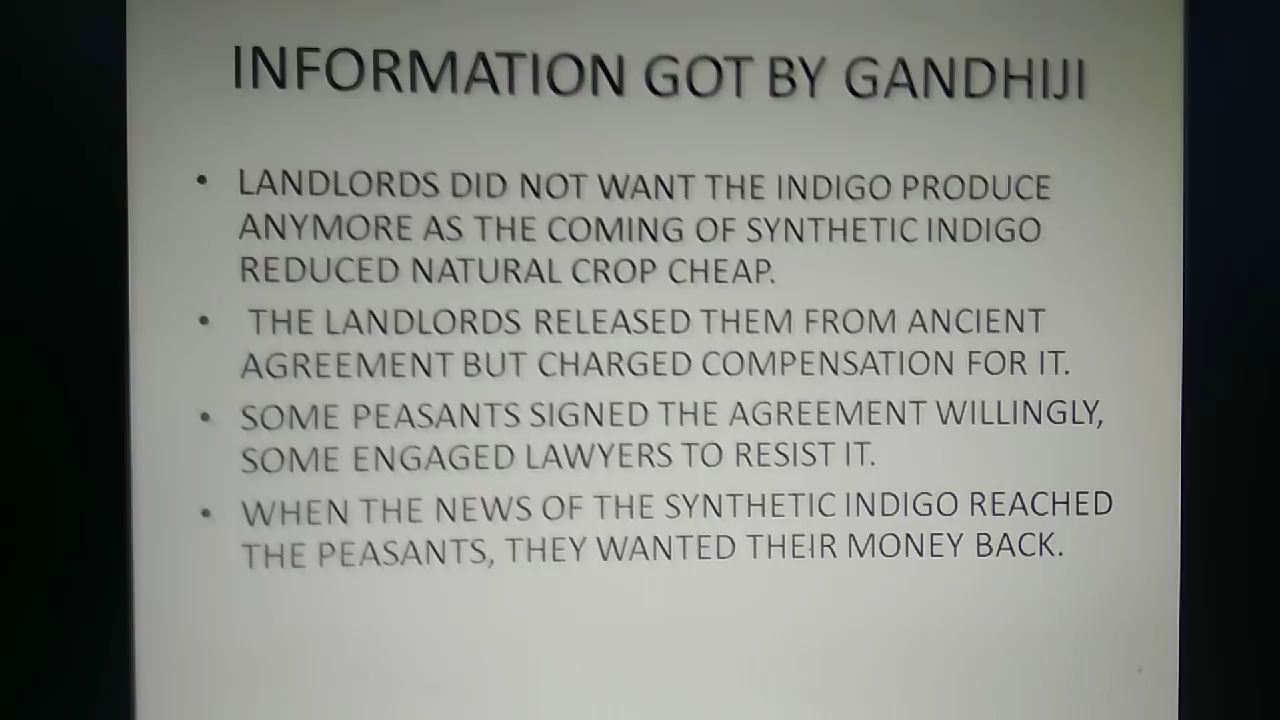 INFORMATION GOT BY GANDHIJI
• LANDLORDS DID NOT WANT THE INDIGO PRODUCE
ANYMORE AS THE COMING OF SYNTHETIC INDIGO
REDUCED NATURAL CROP CHEAP.
• THE LANDLORDS RELEASED THEM FROM ANCIENT
AGREEMENT BUT CHARGED COMPENSATION FOR IT.
• SOME PEASANTS SIGNED THE AGREEMENT WILLINGLY,
SOME ENGAGED LAWYERS TO RESIST IT.
• WHEN THE NEWS OF THE SYNTHETIC INDIGO REACHED
THE PEASANTS, THEY WANTED THEIR MONEY BACK.